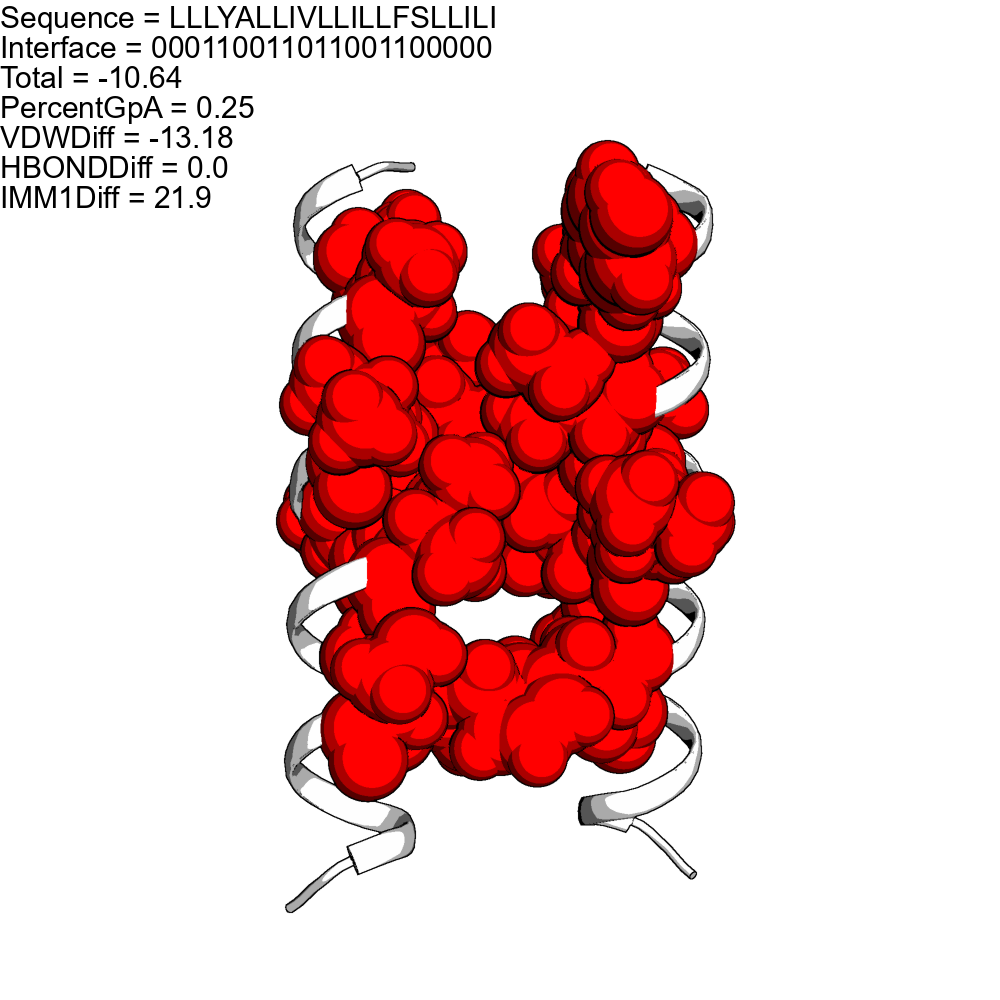 Sequence = LLLYALLIVLLILLFSLLILI
Interface = 000110011011001100000
Total = -10.64
PercentGpA = 0.25
VDWDiff = -13.18
HBONDDiff = 0.0
IMM1Diff = 21.9